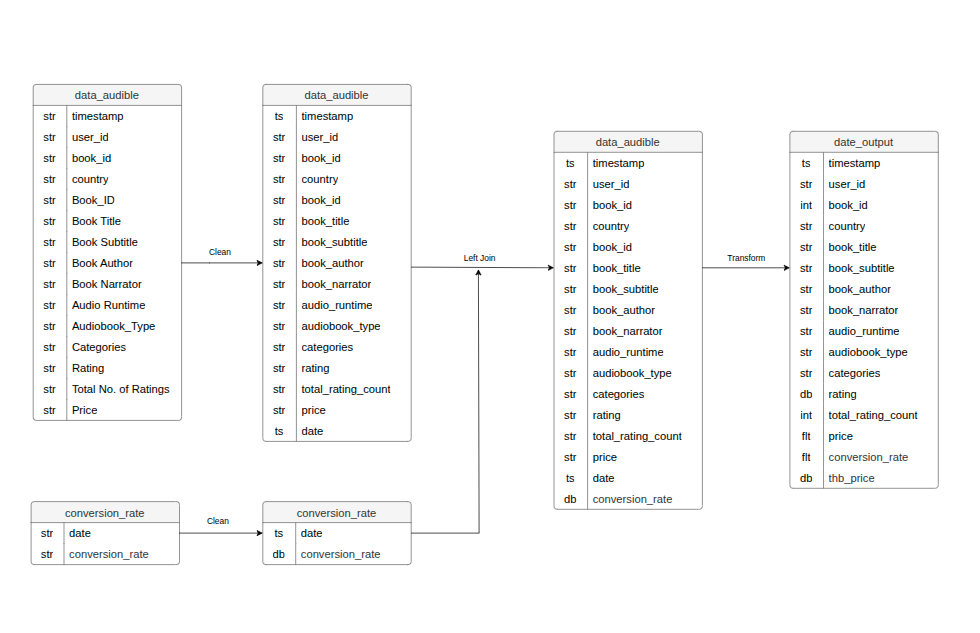 data_audible
str timestamp
str user_id
str book_id
str country
str Book_ID
str Book Title
str Book Subtitle
str Book Author
str Book Narrator
str Audio Runtime
str Audiobook_Type
str Categories
str Rating
str Total No. of Ratings
str Price
Clean
data_audible
ts timestamp
str user_id
str book_id
str country
str book_id
str book_title
str book_subtitle
str book_author
str book_narrator
str audio_runtime
str audiobook_type
str categories
str rating
str total_rating_count
str price
ts date
conversion_rate
str date
str conversion_rate
Clean
conversion_rate
ts date
db conversion_rate
Left Join
data_audible
ts timestamp
str user_id
str book_id
str country
str book_id
str book_title
str book_subtitle
str book_author
str book_narrator
str audio_runtime
str audiobook_type
str categories
str rating
str total_rating_count
str price
ts date
db conversion_rate
Transform
date_output
ts timestamp
str user_id
int book_id
str country
str book_title
str book_subtitle
str book_author
str book_narrator
str audio_runtime
str audiobook_type
str categories
db rating
int total_rating_count
flt price
flt conversion_rate
db thb_price